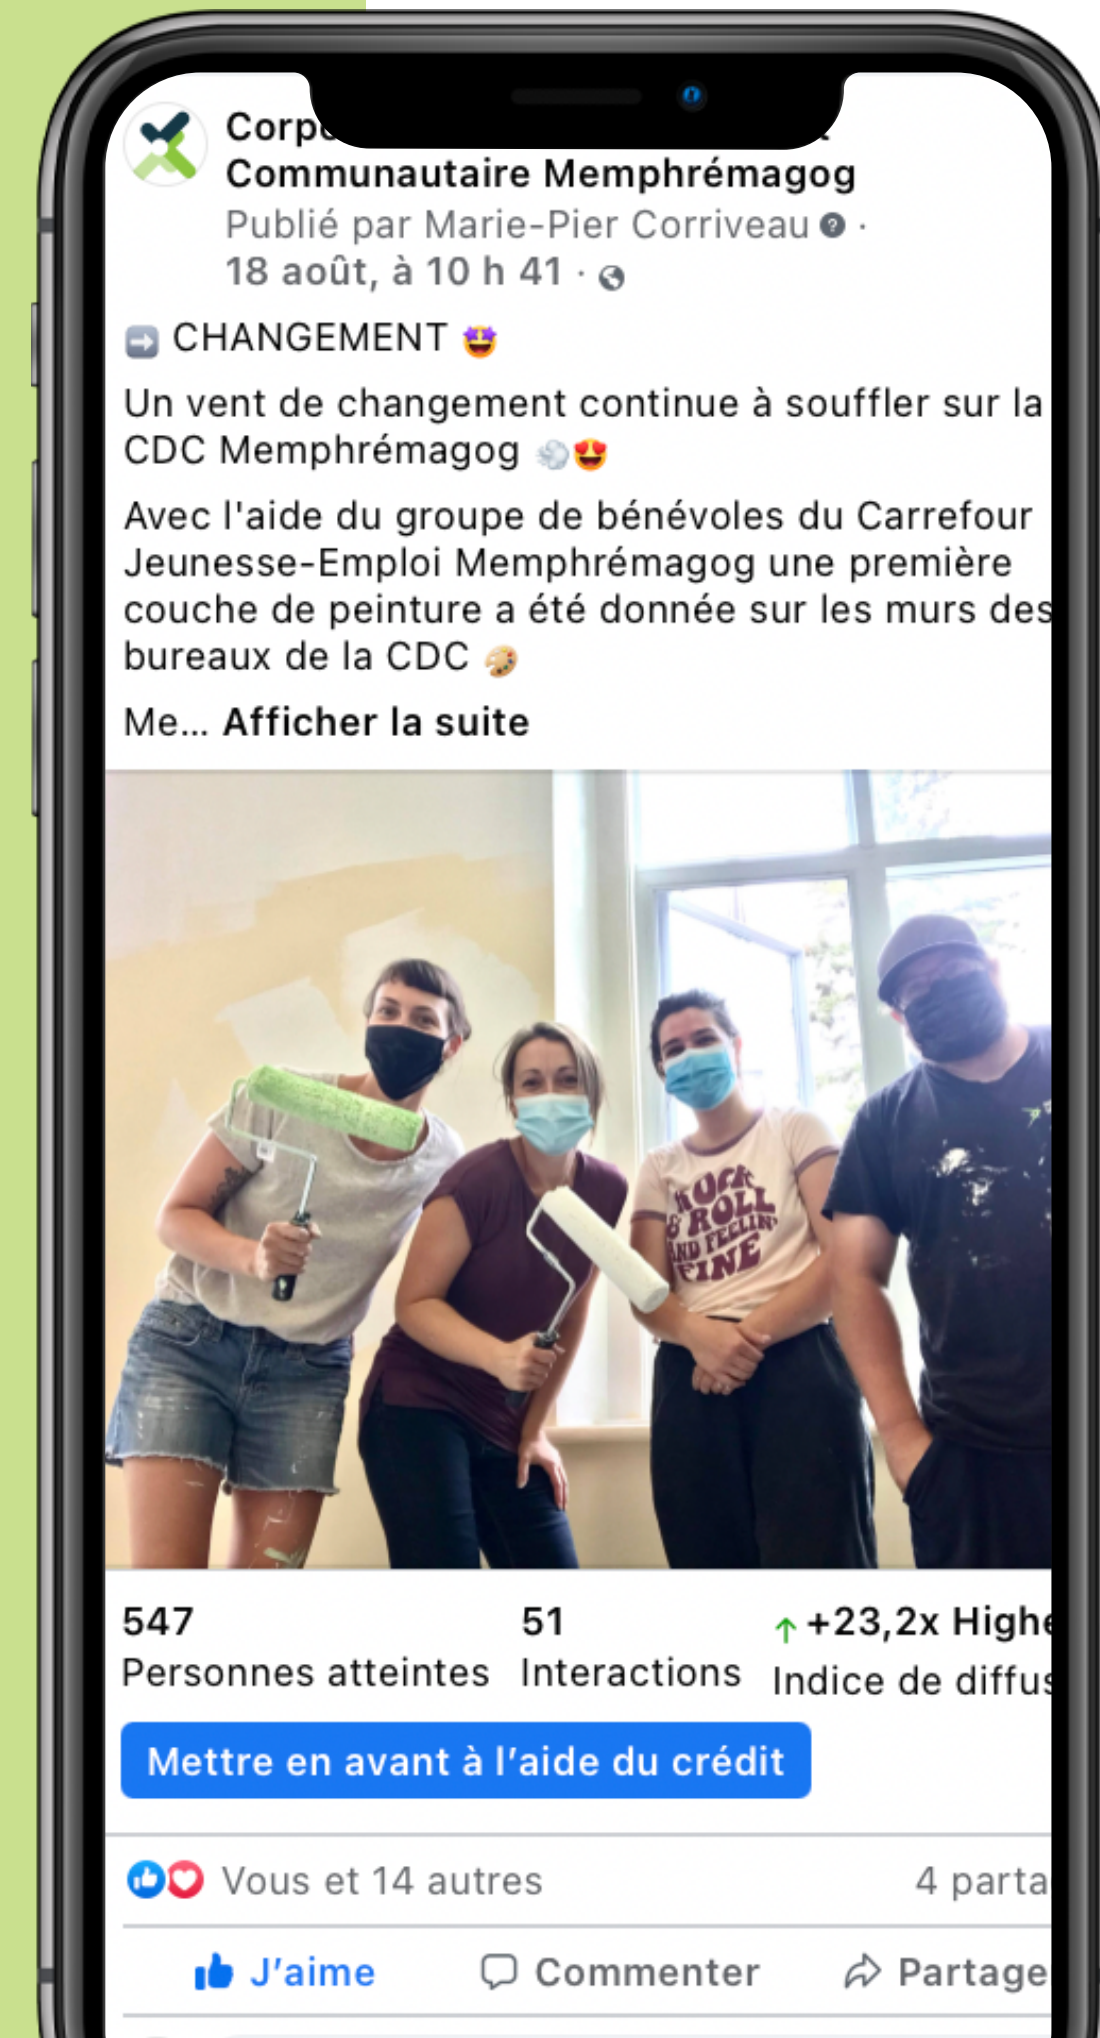 Communautaire Memphrémagog
Publié par Marie-Pier Corriveau ·
18 août, à 10 h 41 ·
➡️ CHANGEMENT 🤩
Un vent de changement continue à souffler sur la
CDC Memphrémagog 💨😍
Avec l'aide du groupe de bénévoles du Carrefour
Jeunesse-Emploi Memphrémagog une première
couche de peinture a été donnée sur les murs des
bureaux de la CDC 🎨
Me... Afficher la suite
ROCK
& ROLL
AND FEELIN'
FINE
547
Personnes atteintes
51
Interactions
↑ +23,2x Highe
Indice de diffus
Mettre en avant à l'aide du crédit
Vous et 14 autres
4 parta
J'aime
Commenter
Partage